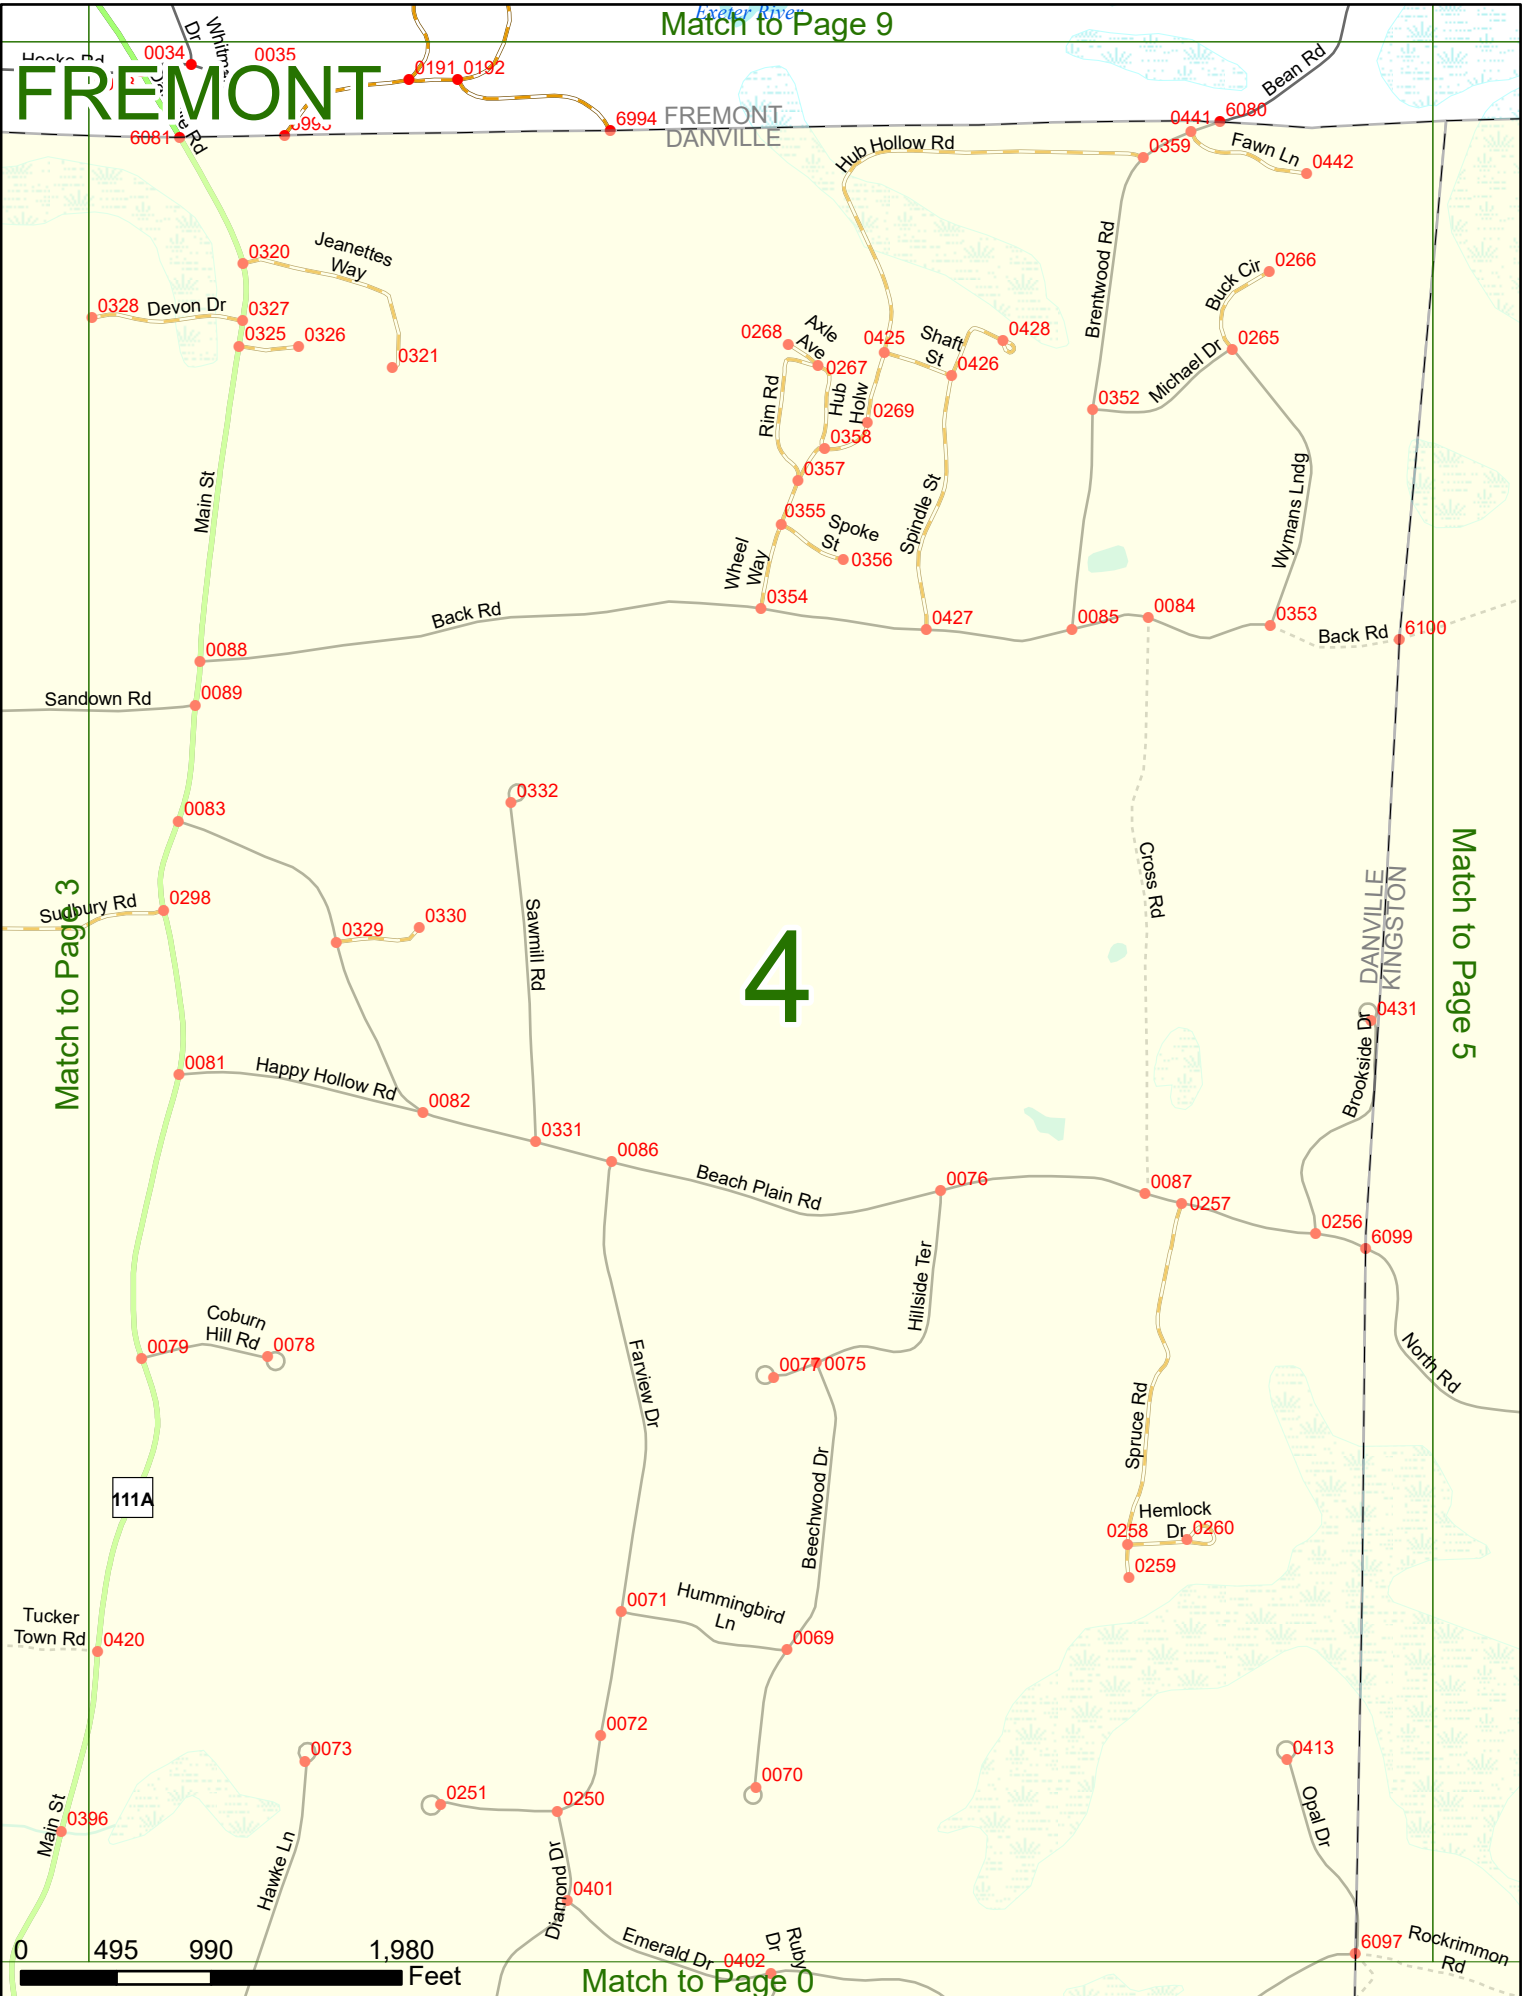 Exeter River
Match to Page 9
Dr
0034
0035
FREMONT
0191
0192
Bean Rd
6081
6994
FREMONT
DANVILLE
0441
6080
Hub Hollow Rd
0359
Fawn Ln
0442
0320
Jeanettes
Way
0328
Devon Dr
0327
0325
0326
0321
Brentwood Rd
Buck Cir
0266
0268
Axle
Ave
0267
0425
Shaft
St
0428
0426
0265
Michael Dr
Rim Rd
Hub
Holw
0269
0352
0358
0357
Main St
0355
Spoke
St
0356
Spindle St
Wymans Lndg
Wheel
Way
0354
0427
0085
0084
0353
Back Rd
Back Rd
6100
0088
Sandown Rd
0089
0332
0083
Cross Rd
Match to Page 3
Sudbury Rd
0298
0329
0330
Sawmill Rd
4
DANVILLE
KINGSTON
Match to Page 5
0431
Brookside Dr
0081
Happy Hollow Rd
0082
0331
0086
Beach Plain Rd
0076
0087
0257
0256
6099
Hillside Ter
Coburn
Hill Rd
0079
0078
0077
0075
Farview Dr
North Rd
Spruce Rd
Beechwood Dr
111A
Hemlock
Dr
0258
0260
0259
0071
Hummingbird
Ln
0069
Tucker
Town Rd
0420
0072
0073
0070
0413
0251
0250
Opal Dr
Main St
0396
Hawke Ln
Diamond Dr
0401
Emerald Dr
0402
Ruby
Dr
6097
Rockrimmon
Rd
0
495
990
1,980
Feet
Match to Page 0